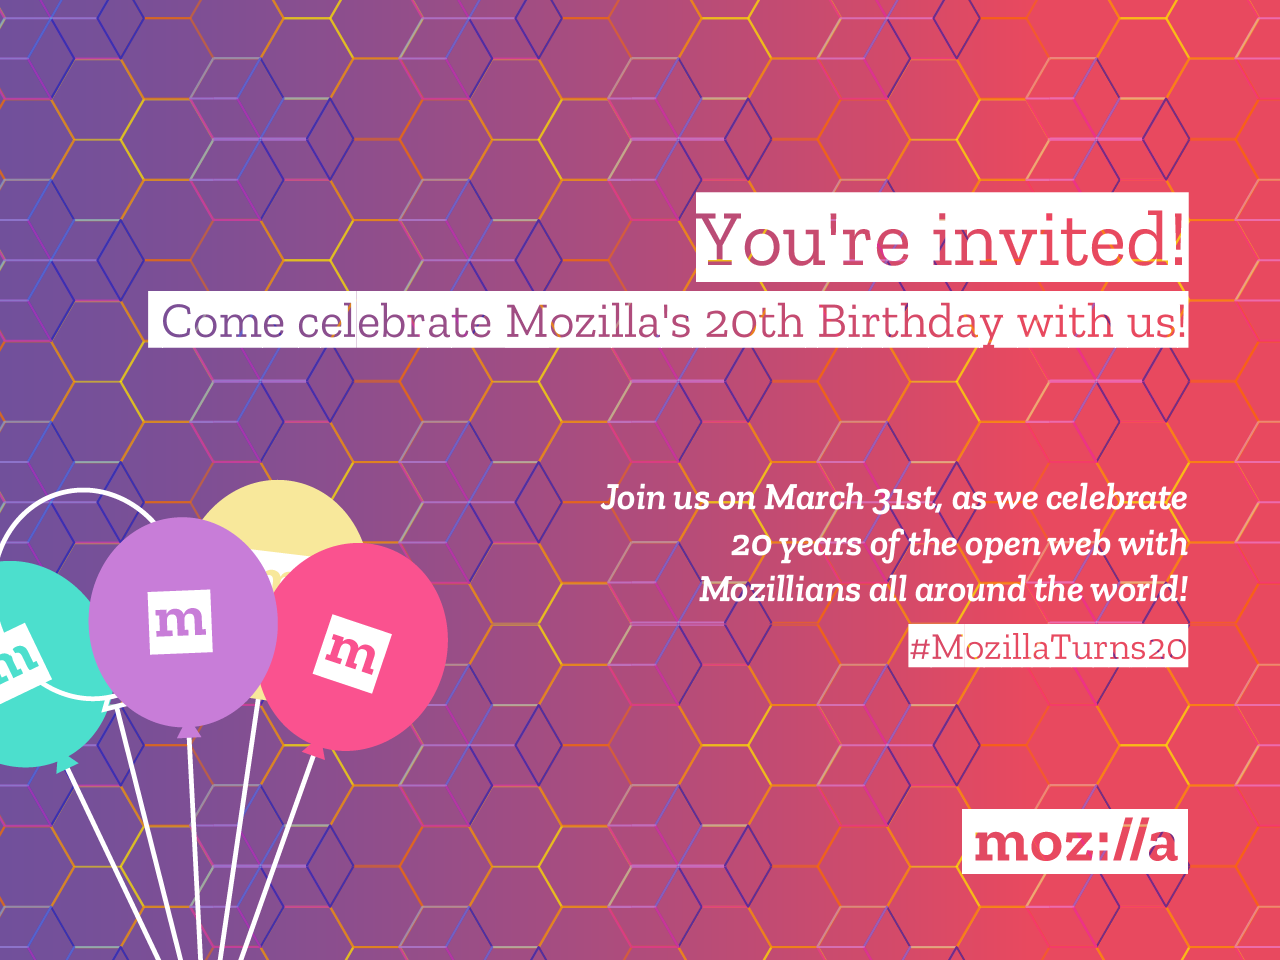 You're invited!
Come celebrate Mozilla's 20th Birthday with us!
Join us on March 31st, as we celebrate
20 years of the open web with
Mozillians all around the world!
#MozillaTurns20
m
m
m
m
moz://a